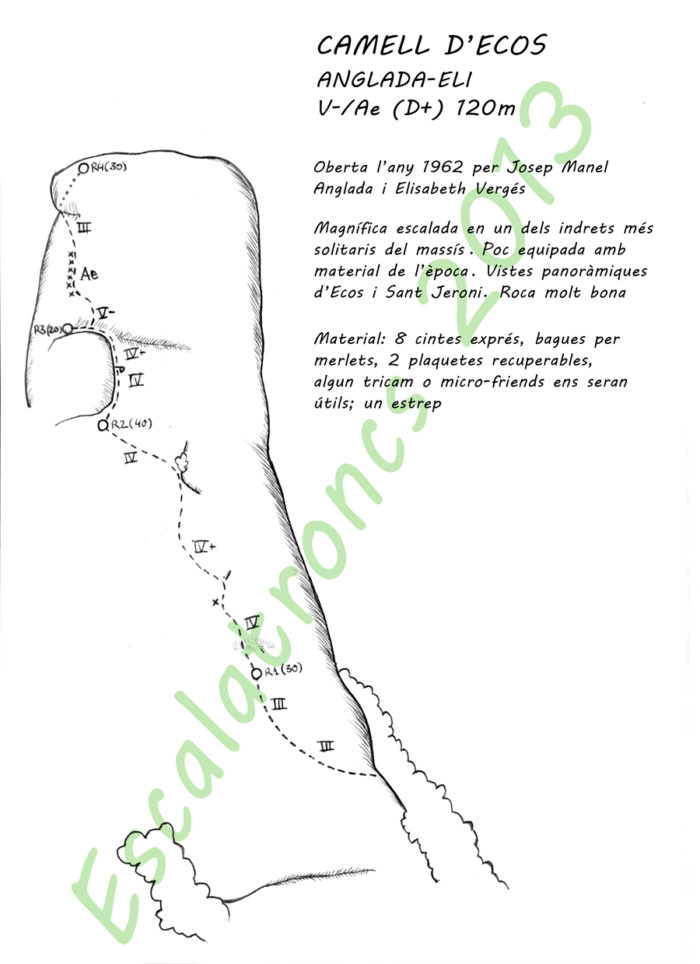 CAMELL D'ECOS
ANGLADA-ELI
V-/Ae (D+) 120m
Oberta l'any 1962 per Josep Manel
Anglada i Elisabeth Vergés
Magnífica escalada en un dels indrets més
solitaris del massís. Poc equipada amb
material de l'època. Vistes panoràmiques
d'Ecos i Sant Jeroni. Roca molt bona
Material: 8 cintes exprés, bagues per
merlets, 2 plaquetes recuperables,
algun tricam o micro-friends ens seran
útils; un estrep
R4(30)
III
Ae
V-
R3(20)
IV+
IV
R2(40)
IV
IV+
IV
R1(30)
III
III
Escalatroncs 2013